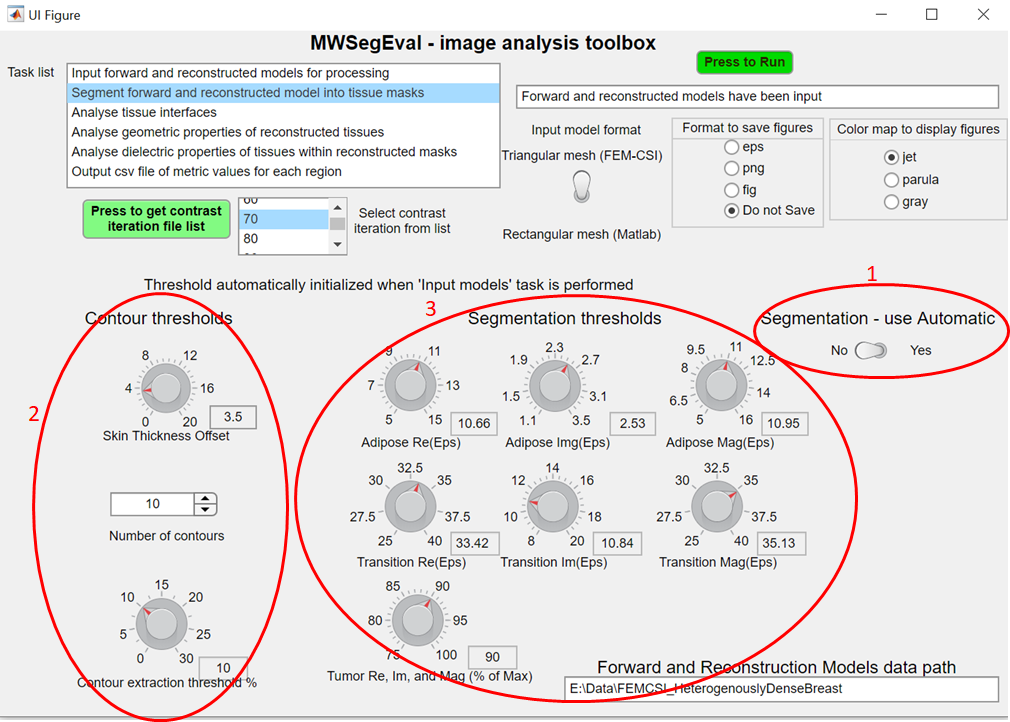 UI Figure
MWSegEval - image analysis toolbox
Press to Run
Task list
Input forward and reconstructed models for processing
Segment forward and reconstructed model into tissue masks
Analyse tissue interfaces
Analyse geometric properties of reconstructed tissues
Analyse dielectric properties of tissues within reconstructed masks
Output csv file of metric values for each region
Forward and reconstructed models have been input
Input model format
Triangular mesh (FEM-CSI)
Rectangular mesh (Matlab)
Format to save figures
eps
png
fig
Do not Save
Color map to display figures
jet
parula
gray
Press to get contrast
iteration file list
60
70
80
Select contrast
iteration from list
Threshold automatically initialized when 'Input models' task is performed
1
Segmentation - use Automatic
No
Yes
2
Contour thresholds
0
4
8
12
16
20
3.5
Skin Thickness Offset
10
Number of contours
0
5
10
15
20
25
30
10
Contour extraction threshold %
3
Segmentation thresholds
5
7
9
11
13
15
10.66
Adipose Re(Eps)
1.1
1.5
1.9
2.3
2.7
3.1
3.5
2.53
Adipose Img(Eps)
5
6.5
8
9.5
11
12.5
14
16
10.95
Adipose Mag(Eps)
25
27.5
30
32.5
35
37.5
40
33.42
Transition Re(Eps)
8
10
12
14
16
18
20
10.84
Transition Im(Eps)
25
27.5
30
32.5
35
37.5
40
35.13
Transition Mag(Eps)
75
80
85
90
95
100
90
Tumor Re, Im, and Mag (% of Max)
Forward and Reconstruction Models data path
E:\Data\FEMCSI_HeterogenouslyDenseBreast